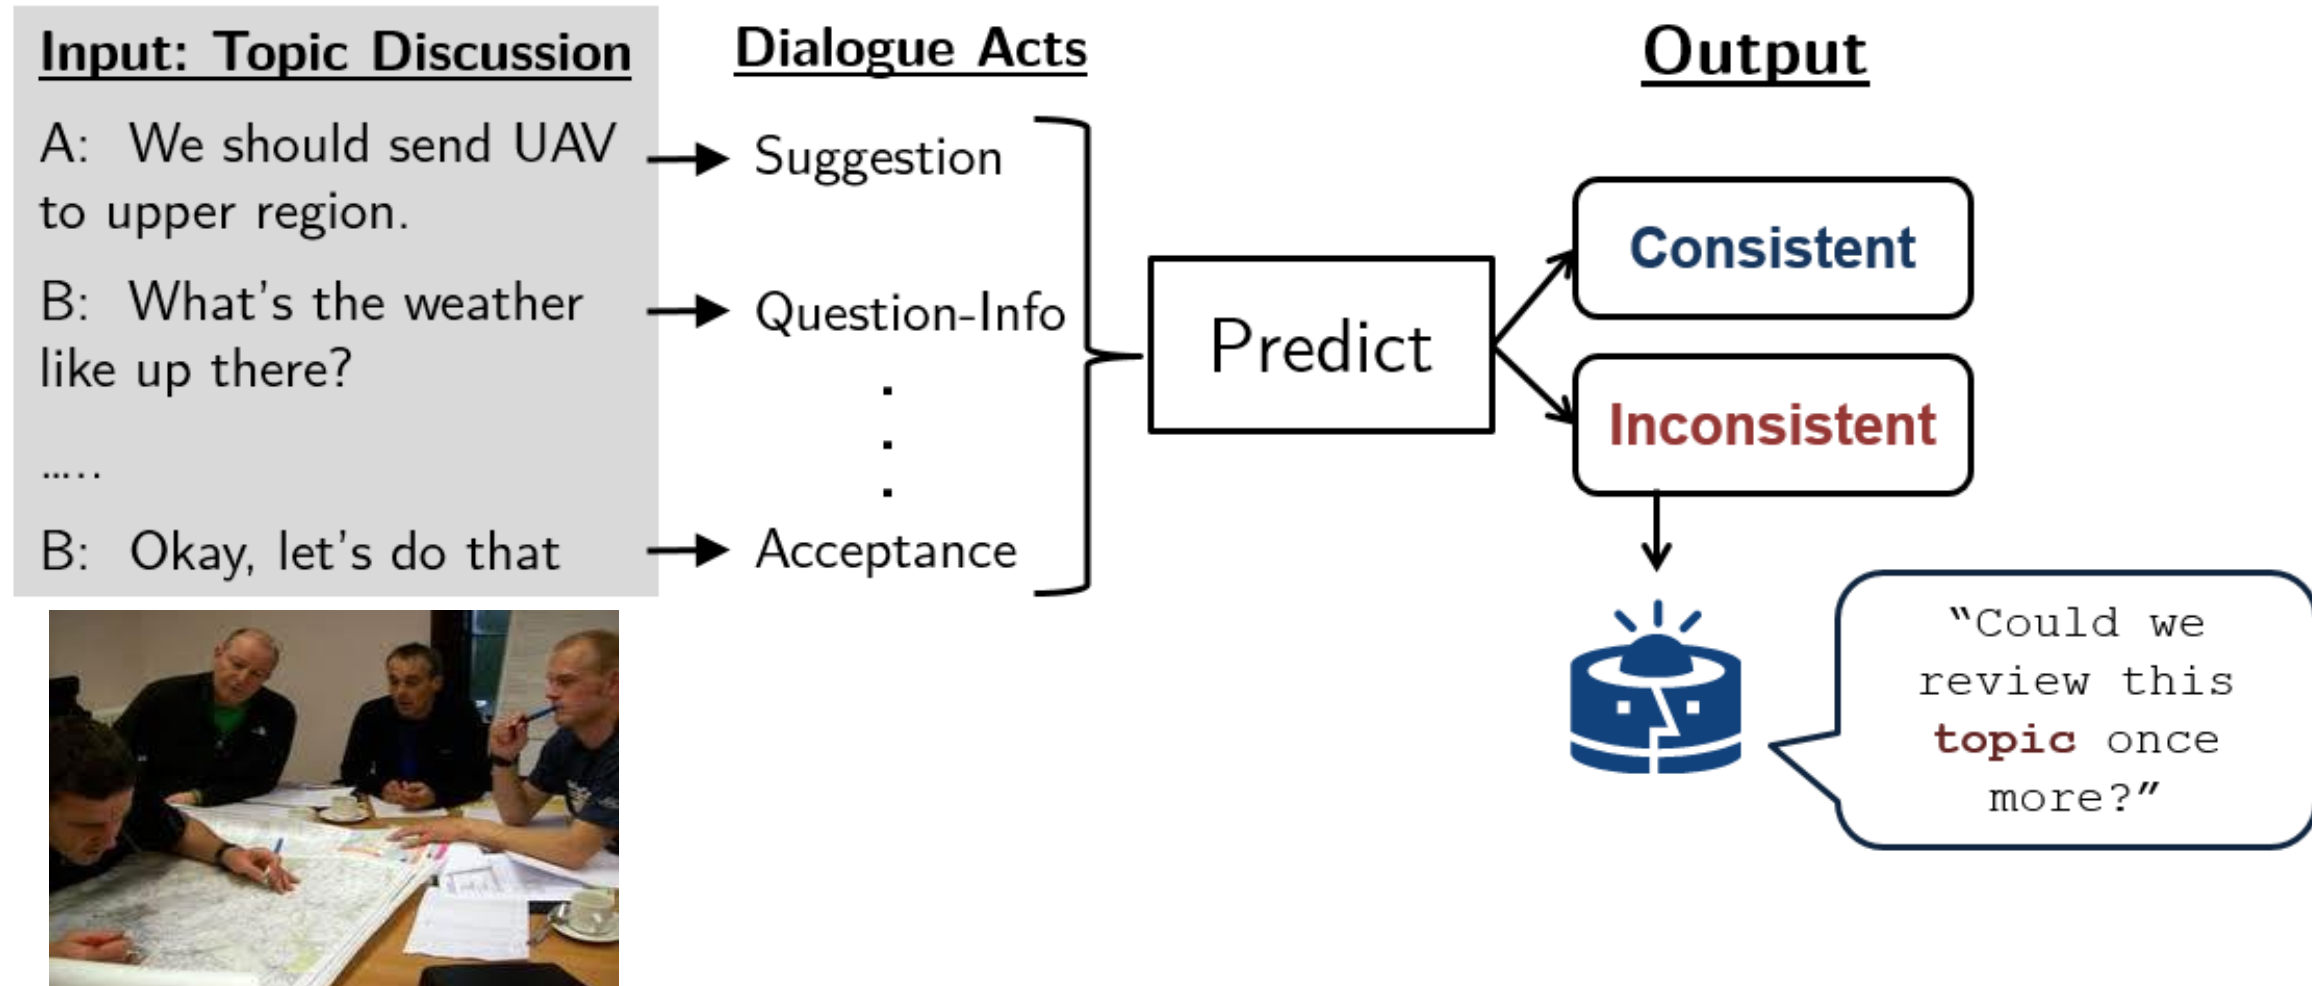 Input: Topic Discussion
A: We should send UAV
to upper region.
B: What's the weather
like up there?
.....
B: Okay, let's do that
Dialogue Acts
Suggestion
Question-Info
.
.
.
Acceptance
Predict
Output
Consistent
Inconsistent
“Could we
review this
topic once
more?”